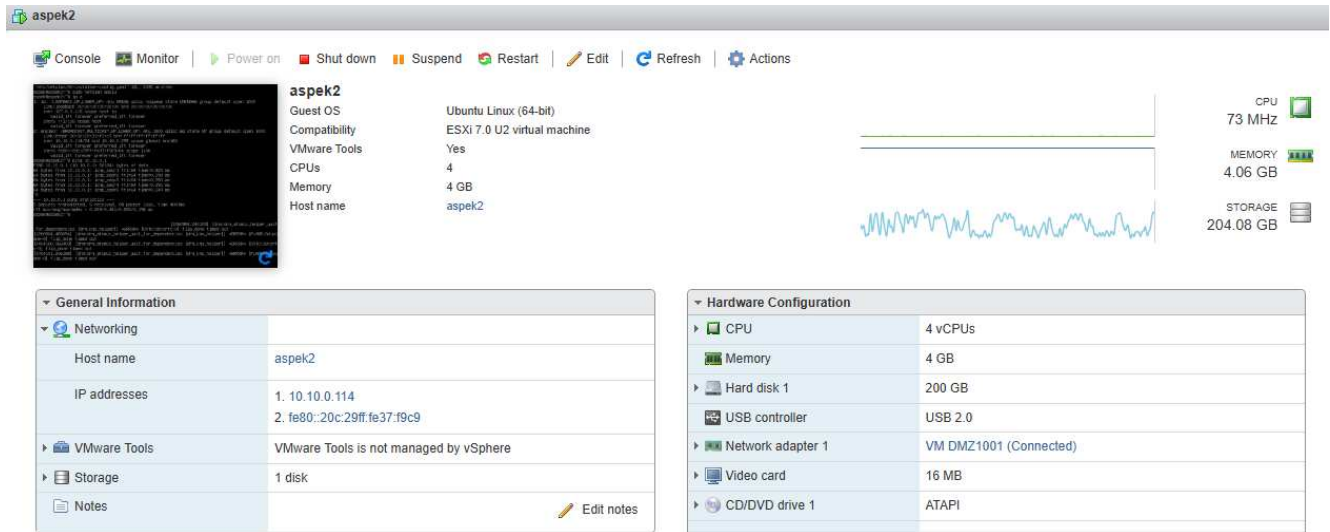 aspek2
Console Monitor Power on Shut down Suspend Restart Edit Refresh Actions
aspek2
Guest OS Ubuntu Linux (64-bit)
Compatibility ESXi 7.0 U2 virtual machine
VMware Tools Yes
CPUs 4
Memory 4 GB
Host name aspek2
CPU
73 MHz
MEMORY
4.06 GB
STORAGE
204.08 GB
General Information
Networking
Host name aspek2
IP addresses 1. 10.10.0.114
2. fe80::20c:29ff:fe37:f9c9
VMware Tools VMware Tools is not managed by vSphere
Storage 1 disk
Notes Edit notes
Hardware Configuration
CPU 4 vCPUs
Memory 4 GB
Hard disk 1 200 GB
USB controller USB 2.0
Network adapter 1 VM DMZ1001 (Connected)
Video card 16 MB
CD/DVD drive 1 ATAPI